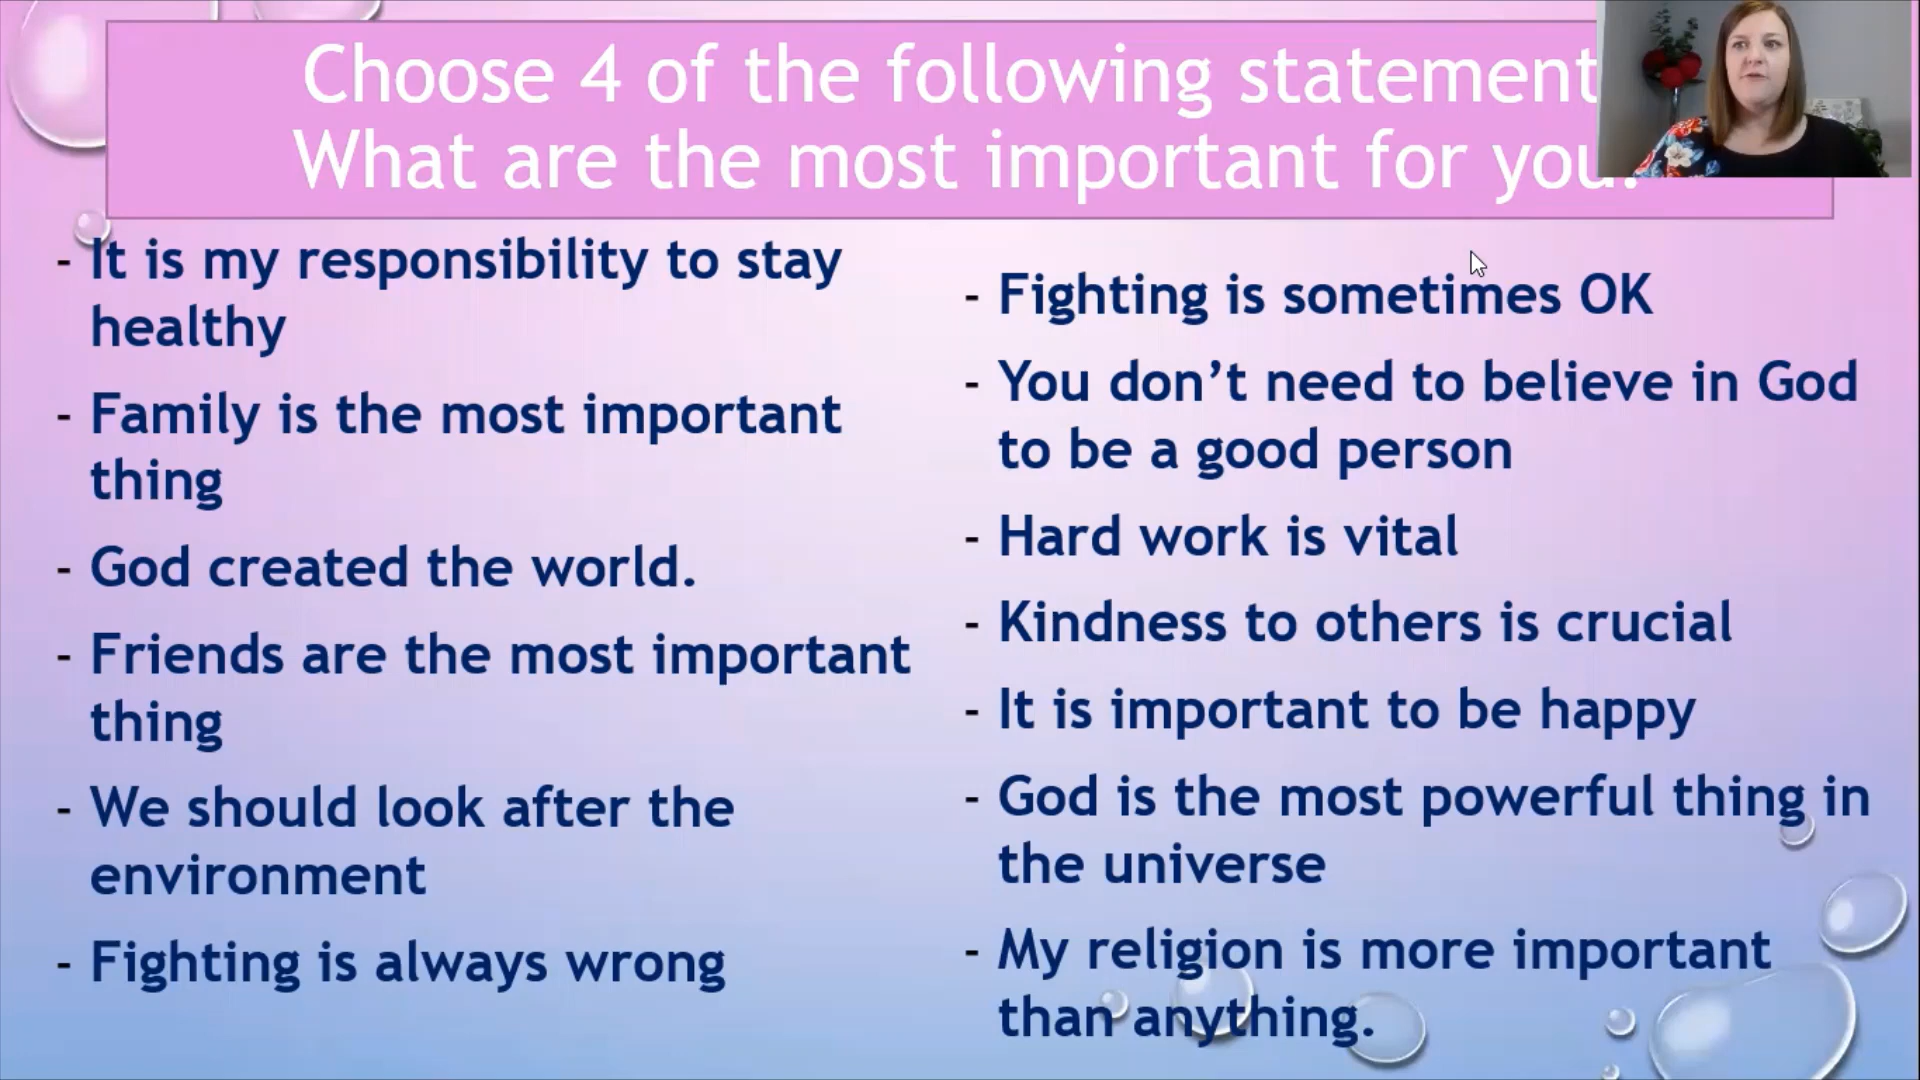 Choose 4 of the following statement
What are the most important for you?
- It is my responsibility to stay
healthy
- Family is the most important
thing
- God created the world.
- Friends are the most important
thing
- We should look after the
environment
- Fighting is always wrong
- Fighting is sometimes OK
- You don’t need to believe in God
to be a good person
- Hard work is vital
- Kindness to others is crucial
- It is important to be happy
- God is the most powerful thing in
the universe
- My religion is more important
than anything.